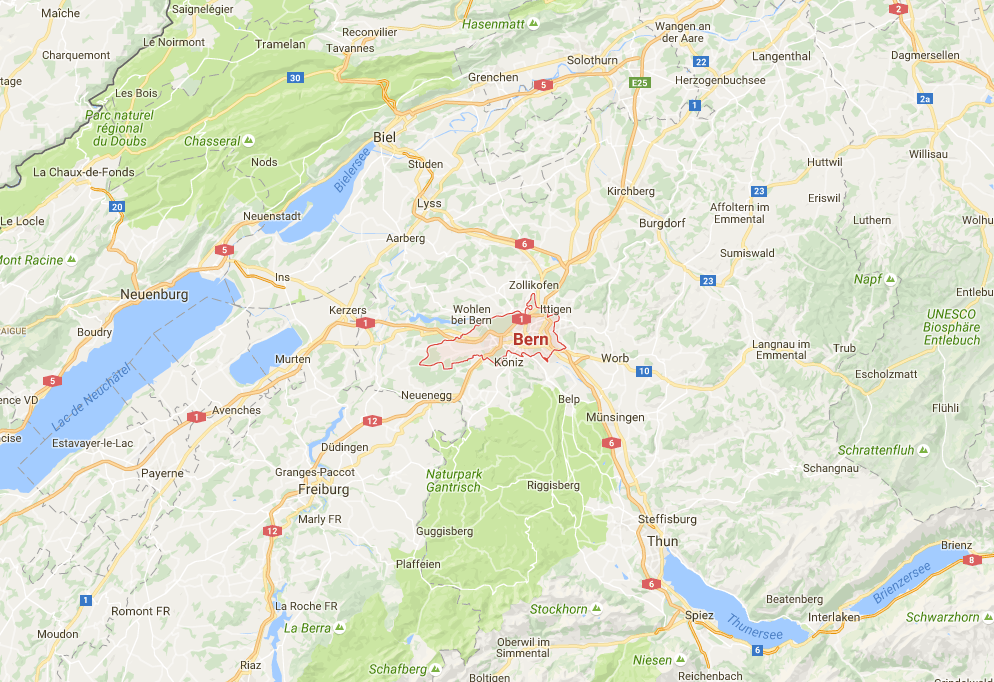 Maîche
Saignelégier
Hasenmatt
2
Reconvilier
Wangen an
der Aare
Le Noirmont
Tramelan
Tavannes
Charquemont
Solothurn
22
Langenthal
Dagmersellen
30
Grenchen
5
E25
Herzogenbuchsee
tage
Les Bois
1
2a
Parc naturel
régional
du Doubs
Chasseral
Biel
Bielersee
Nods
Studen
Huttwil
Willisau
La Chaux-de-Fonds
Kirchberg
23
Eriswil
20
Lyss
Affoltern im
Emmental
Le Locle
Neuenstadt
Burgdorf
Luthern
Wolhu
Aarberg
6
5
Sumiswald
Mont Racine
Ins
23
Napf
Zollikofen
Neuenburg
Entlebu
Kerzers
Wohlen
bei Bern
Ittigen
1
1
UNESCO
Biosphäre
Entlebuch
AIGUE
Boudry
Bern
Langnau im
Emmental
Trub
Murten
Köniz
Worb
10
Escholzmatt
5
Lac de Neuchâtel
ence VD
Neuenegg
Belp
Flühli
1
Avenches
12
Münsingen
cise
Estavayer-le-Lac
6
Düdingen
Schrattenfluh
Payerne
Granges-Paccot
Schangnau
Naturpark
Gantrisch
Freiburg
Riggisberg
Marly FR
Steffisburg
12
Guggisberg
Thun
Brienz
Plaffeien
8
6
Brienzersee
1
Beatenberg
La Roche FR
Romont FR
Stockhorn
Spiez
Thunersee
Interlaken
Schwarzhorn
La Berra
Moudon
Oberwil im
Simmental
6
Riaz
Schafberg
Niesen
Boltigen
Reichenbach
Grindelwald